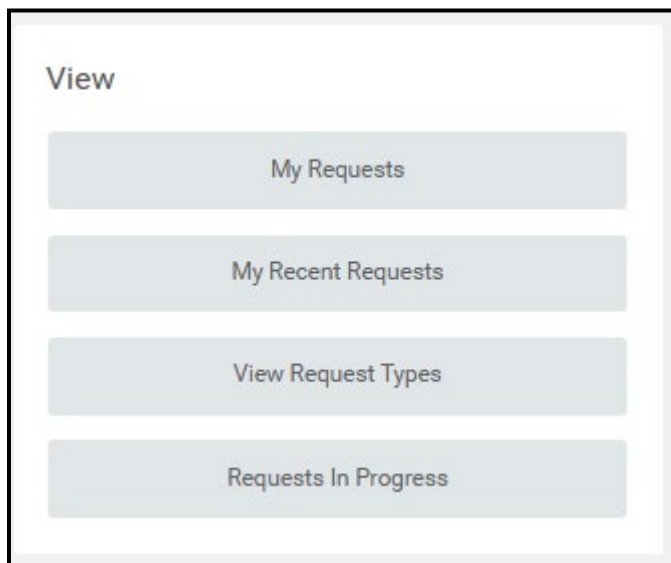 View
My Requests
My Recent Requests
View Request Types
Requests In Progress